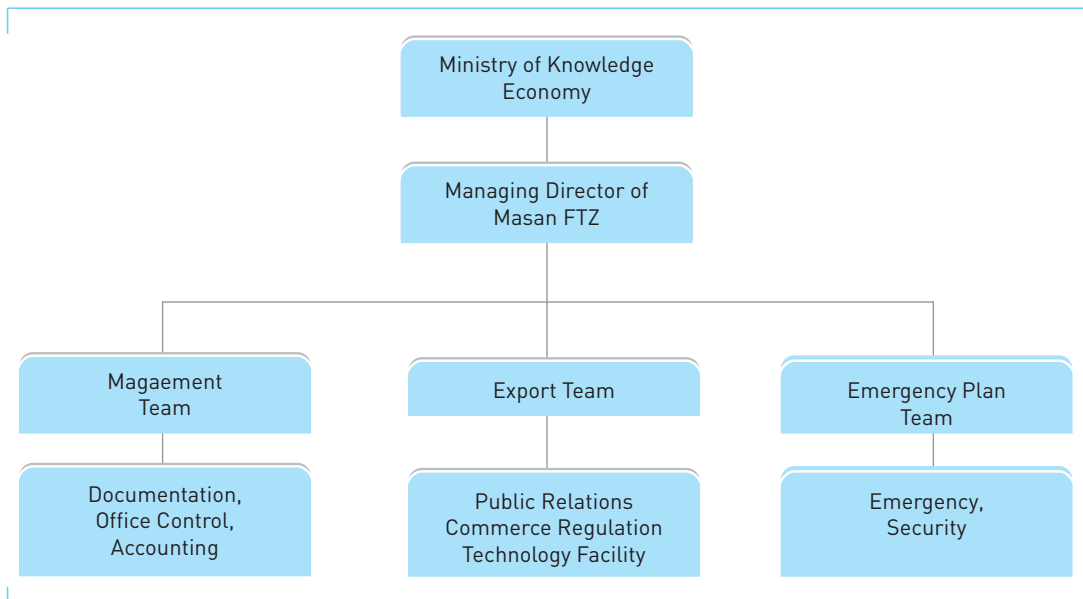 Ministry of Knowledge
Economy
Managing Director of
Masan FTZ
Magaement
Team
Export Team
Emergency Plan
Team
Documentation,
Office Control,
Accounting
Public Relations
Commerce Regulation
Technology Facility
Emergency,
Security